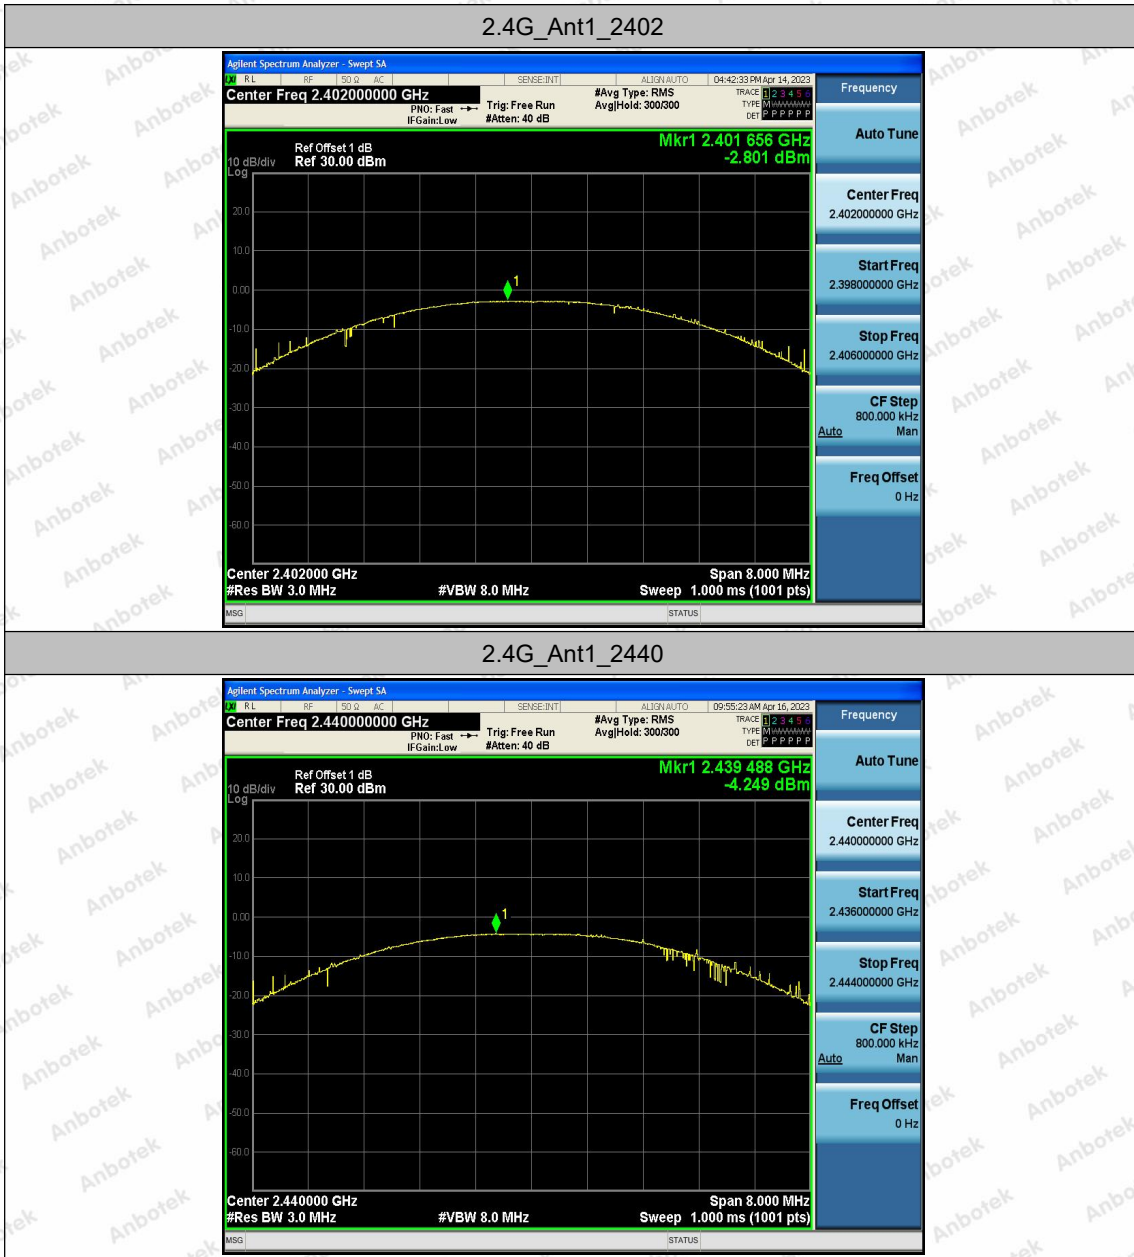 2.4G_Ant1_2402
Agilent Spectrum Analyzer - Swept SA
LXI RL RF 50 Ω AC SENSE:INT ALIGNAUTO 04:42:33 PM Apr 14, 2023
Center Freq 2.402000000 GHz #Avg Type: RMS TRACE 1 2 3 4 5 6
PNO: Fast Trig: Free Run Avg|Hold: 300/300 TYPE M WWWWW
IFGain:Low #Atten: 40 dB DET P P P P P P
Frequency
Mkr1 2.401 656 GHz
Ref Offset 1 dB
10 dB/div Ref 30.00 dBm -2.801 dBm
Log
20.0
10.0
1
0.00
-10.0
-20.0
-30.0
-40.0
-50.0
-60.0
Center 2.402000 GHz Span 8.000 MHz
#Res BW 3.0 MHz #VBW 8.0 MHz Sweep 1.000 ms (1001 pts)
MSG STATUS
Auto Tune
Center Freq
2.402000000 GHz
Start Freq
2.398000000 GHz
Stop Freq
2.406000000 GHz
CF Step
800.000 kHz
Auto Man
Freq Offset
0 Hz
2.4G_Ant1_2440
Agilent Spectrum Analyzer - Swept SA
LXI RL RF 50 Ω AC SENSE:INT ALIGNAUTO 09:55:23 AM Apr 16, 2023
Center Freq 2.440000000 GHz #Avg Type: RMS TRACE 1 2 3 4 5 6
PNO: Fast Trig: Free Run Avg|Hold: 300/300 TYPE M WWWWW
IFGain:Low #Atten: 40 dB DET P P P P P P
Frequency
Mkr1 2.439 488 GHz
Ref Offset 1 dB
10 dB/div Ref 30.00 dBm -4.249 dBm
Log
20.0
10.0
1
0.00
-10.0
-20.0
-30.0
-40.0
-50.0
-60.0
Center 2.440000 GHz Span 8.000 MHz
#Res BW 3.0 MHz #VBW 8.0 MHz Sweep 1.000 ms (1001 pts)
MSG STATUS
Auto Tune
Center Freq
2.440000000 GHz
Start Freq
2.436000000 GHz
Stop Freq
2.444000000 GHz
CF Step
800.000 kHz
Auto Man
Freq Offset
0 Hz
Anbotek